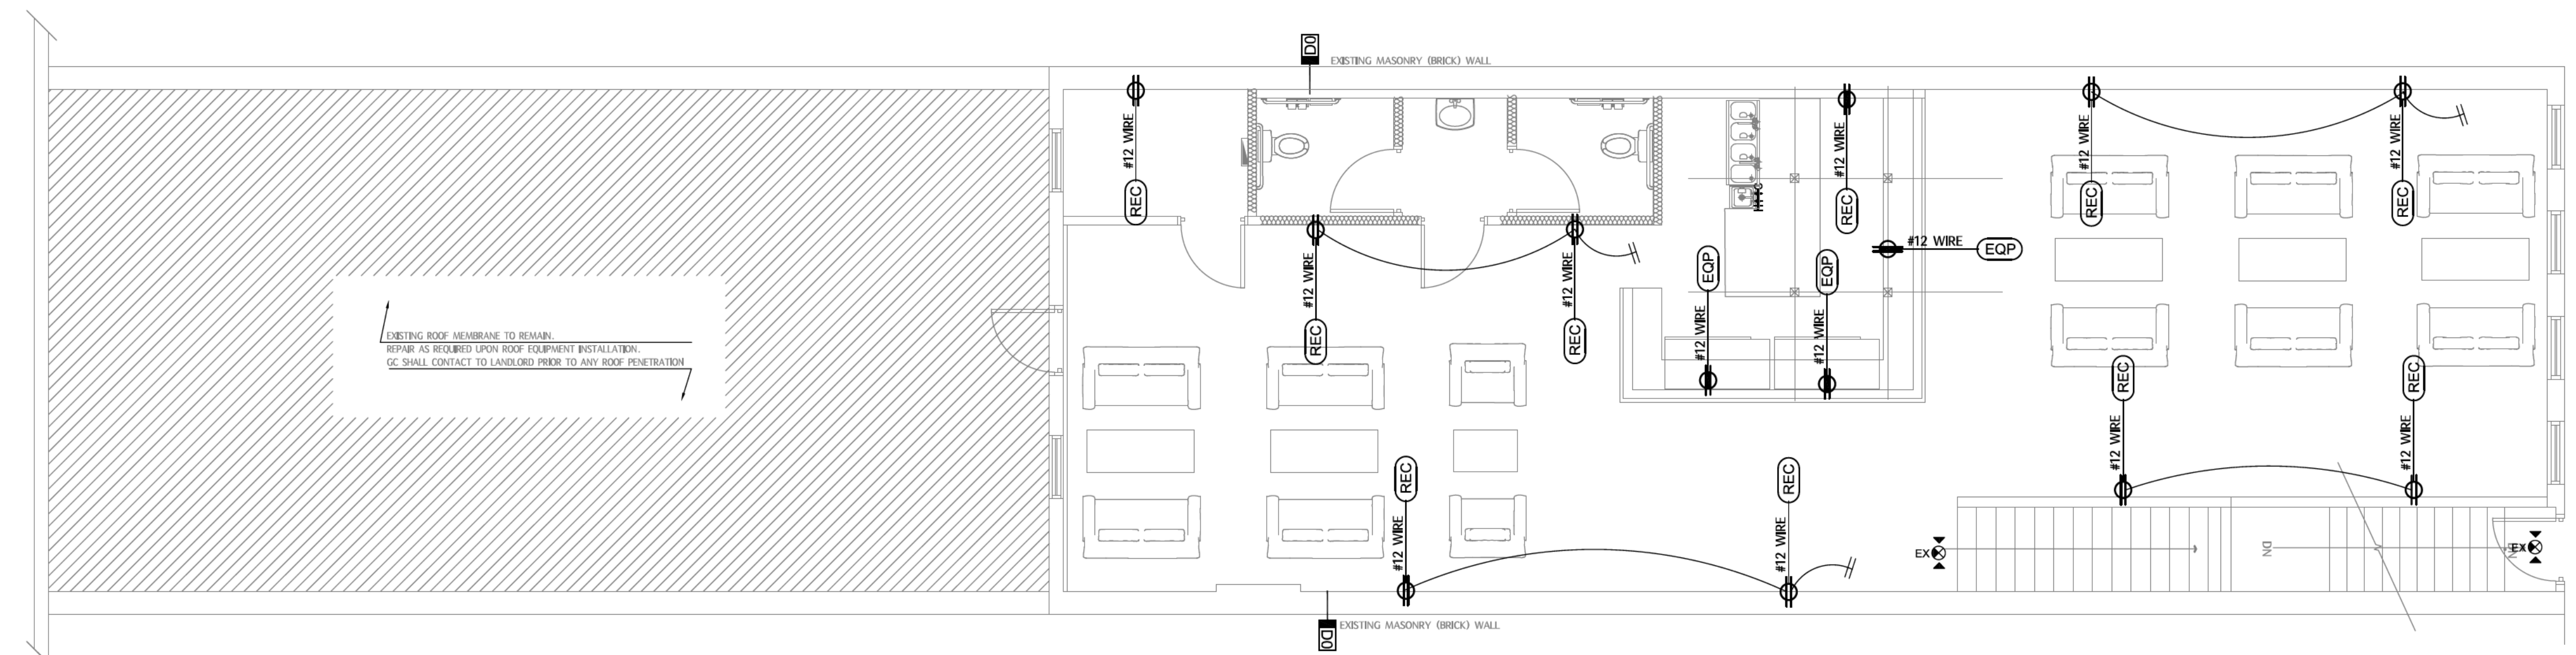 D0
EXISTING MASONRY (BRICK) WALL
#12 WIRE
REC
#12 WIRE
REC
#12 WIRE
REC
#12 WIRE
REC
#12 WIRE
REC
#12 WIRE
REC
#12 WIRE
EQP
EQP
#12 WIRE
EQP
#12 WIRE
EXISTING ROOF MEMBRANE TO REMAIN.
REPAIR AS REQUIRED UPON ROOF EQUIPMENT INSTALLATION.
GC SHALL CONTACT TO LANDLORD PRIOR TO ANY ROOF PENETRATION
REC
#12 WIRE
REC
#12 WIRE
REC
#12 WIRE
REC
#12 WIRE
EX
DN
EX
DN
D0
EXISTING MASONRY (BRICK) WALL